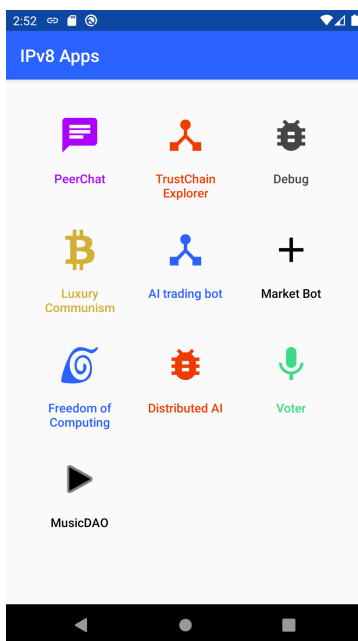 2:52
IPv8 Apps
PeerChat
TrustChain
Explorer
Debug
Luxury
Communism
AI trading bot
Market Bot
Freedom of
Computing
Distributed AI
Voter
MusicDAO